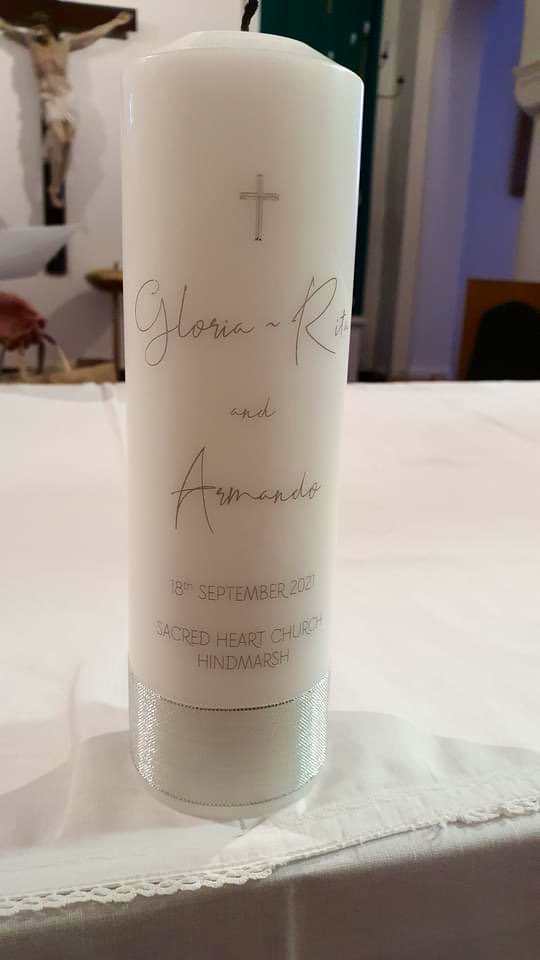 Gloria ~ Rita
and
Armando
18th SEPTEMBER 2021
SACRED HEART CHURCH
HINDMARSH